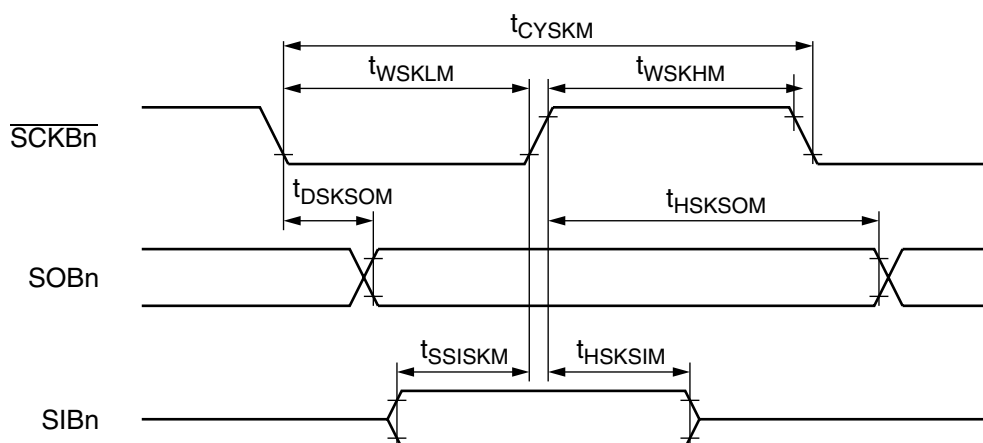 tCYSKM
tWSKLM tWSKHM
SCKBn
tDSKSOM tHSKSOM
SOBn
tSSISKM tHSKSIM
SIBn